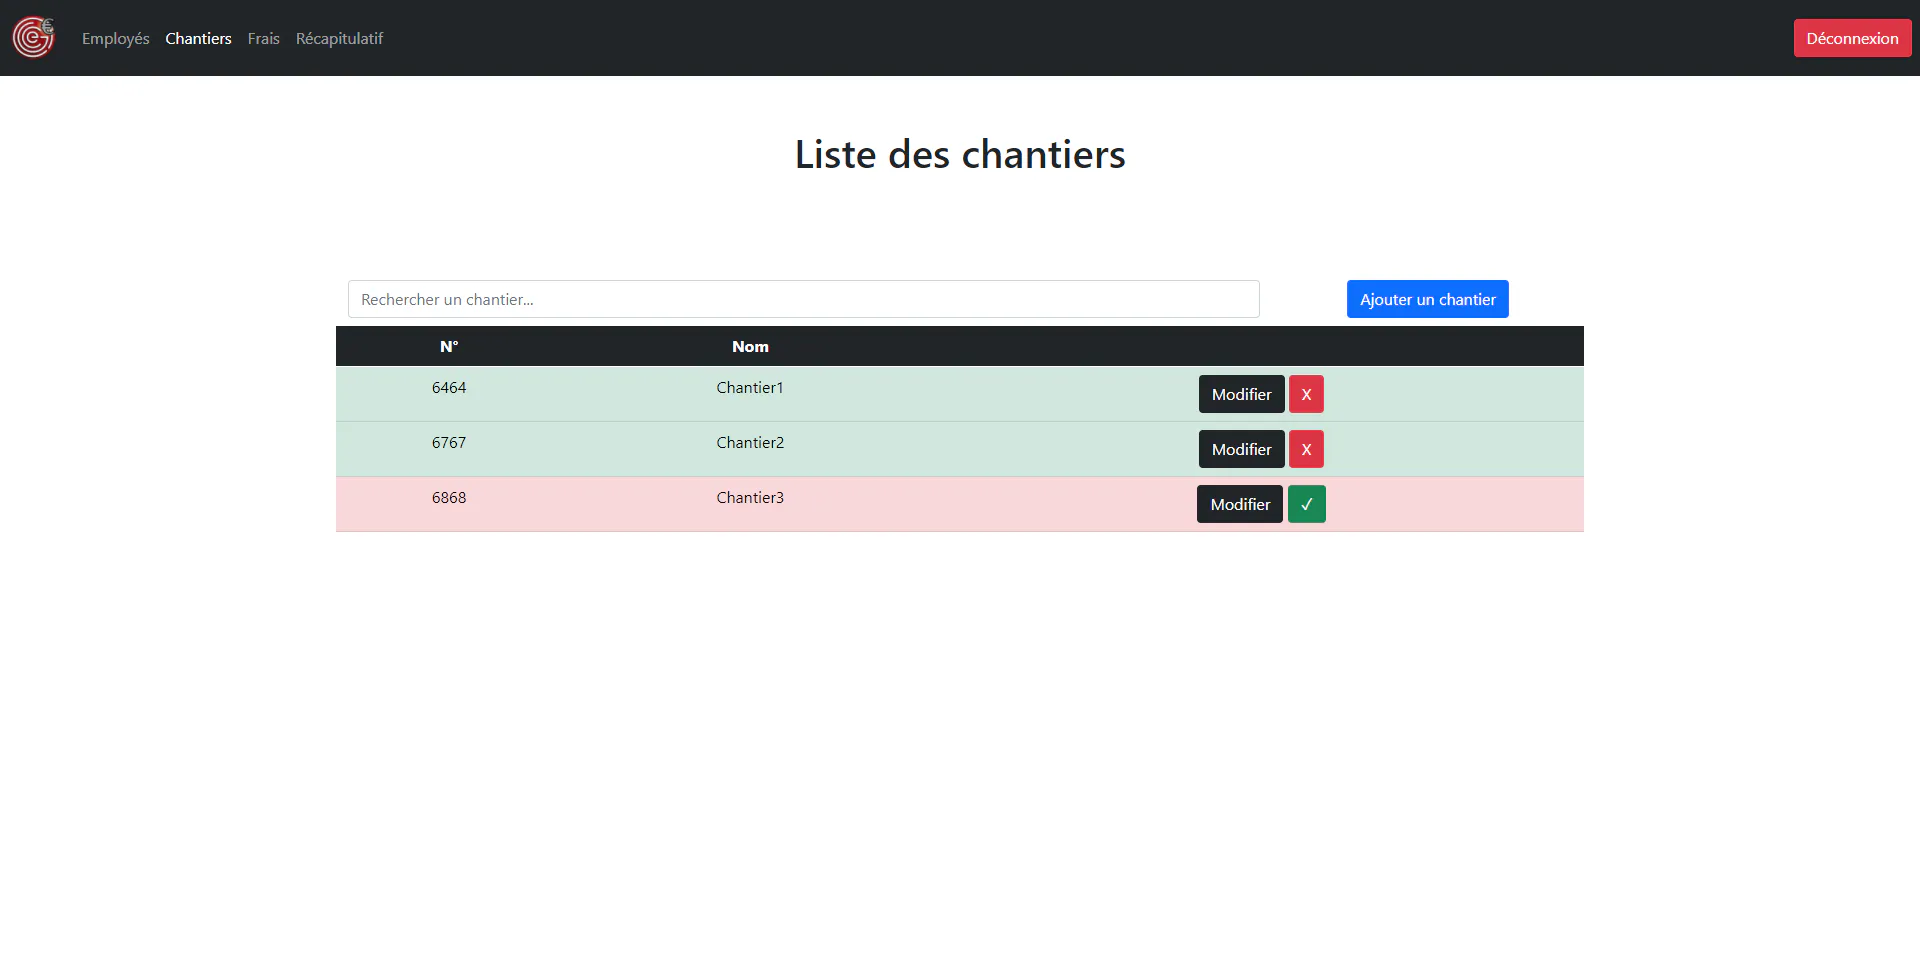 Employés Chantiers Frais Récapitulatif Déconnexion
Liste des chantiers
Rechercher un chantier... Ajouter un chantier
N° Nom
6464 Chantier1 Modifier X
6767 Chantier2 Modifier X
6868 Chantier3 Modifier ✓